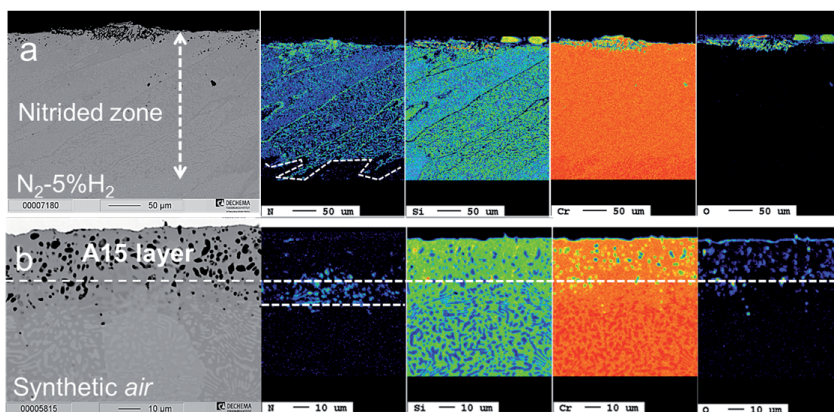 a
Nitrided zone
N₂-5%H₂
00007180 50 µm DECHEMA
N 50 um
Si 50 um
Cr 50 um
O 50 um
b
A15 layer
Synthetic air
00005815 10 µm DECHEMA
N 10 um
Si 10 um
Cr 10 um
O 10 um